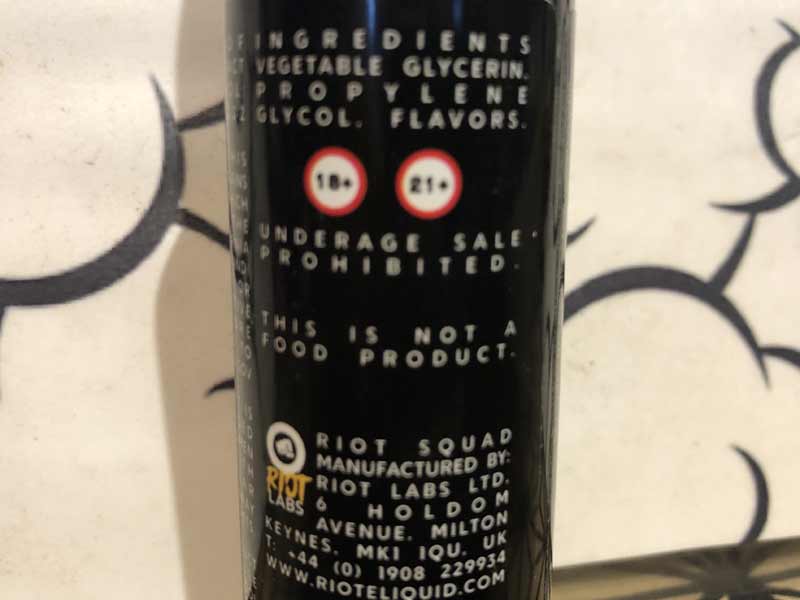 INGREDIENTS
VEGETABLE GLYCERIN.
PROPYLENE
GLYCOL. FLAVORS.
18+ 21+
UNDERAGE SALE
PROHIBITED.
THIS IS NOT A
FOOD PRODUCT.
RIOT SQUAD
MANUFACTURED BY:
RIOT LABS LTD.
6 HOLDOM
AVENUE. MILTON
KEYNES. MK1 1QU. UK
T: +44 (0) 1908 229934
WWW.RIOTELIQUID.COM
RIOT
LABS